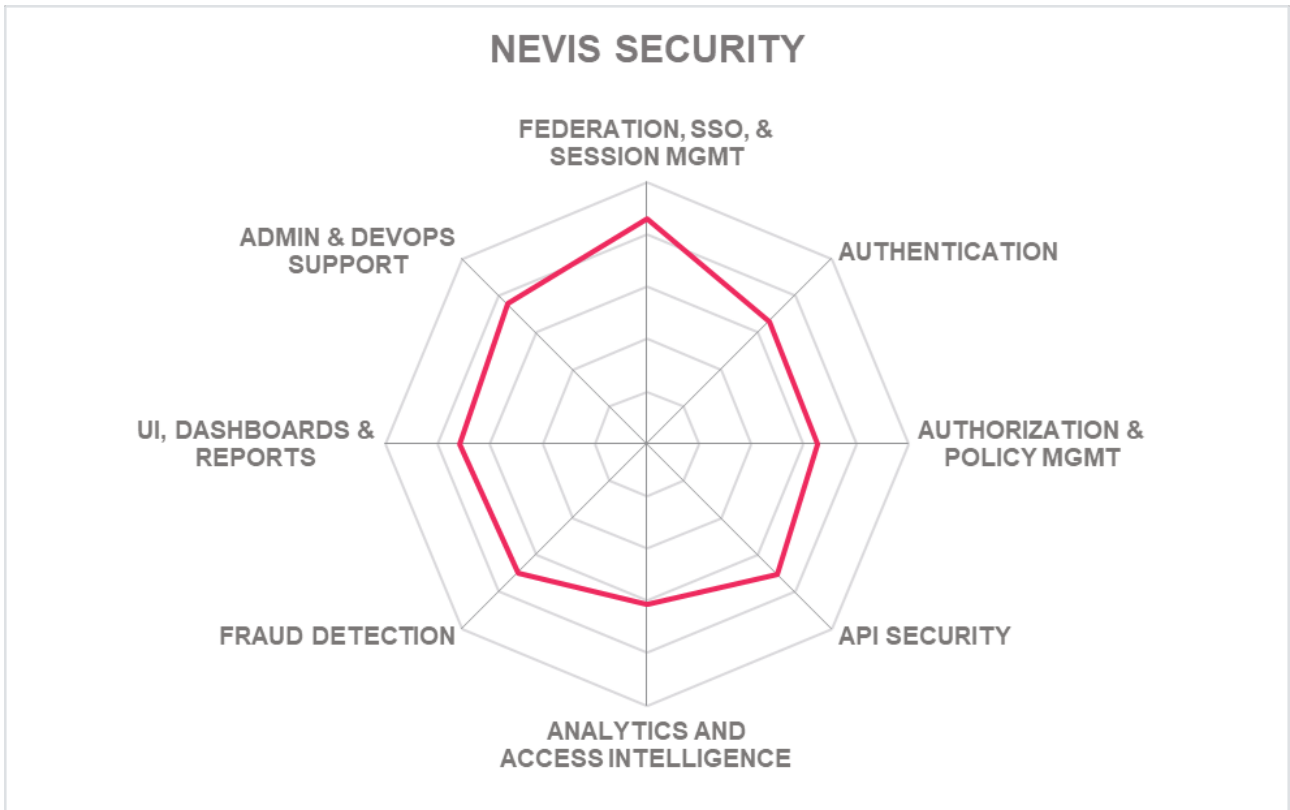 NEVIS SECURITY
FEDERATION, SSO, &
SESSION MGMT
ADMIN & DEVOPS
SUPPORT
AUTHENTICATION
UI, DASHBOARDS &
REPORTS
AUTHORIZATION &
POLICY MGMT
FRAUD DETECTION
API SECURITY
ANALYTICS AND
ACCESS INTELLIGENCE